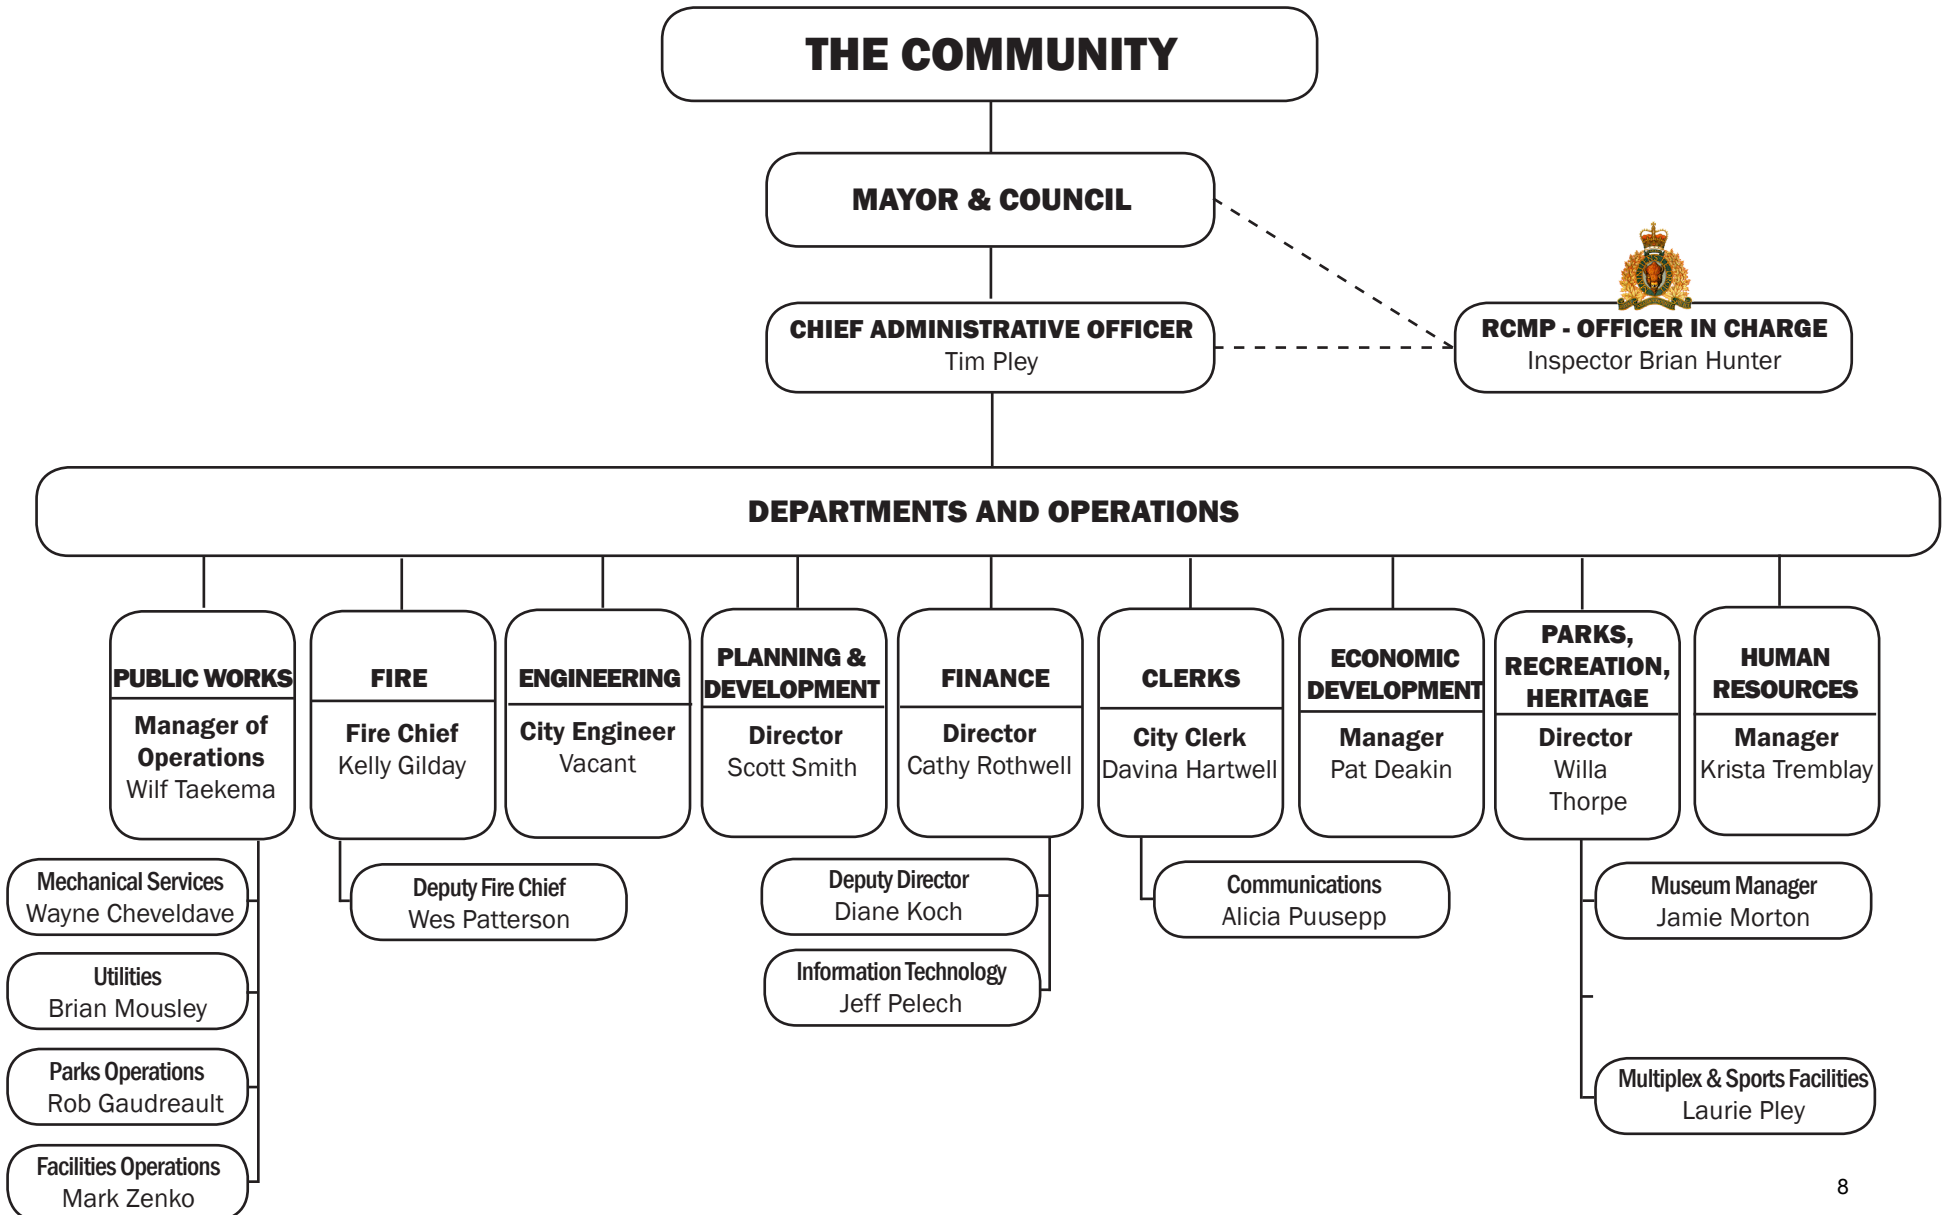 THE COMMUNITY
MAYOR & COUNCIL
CHIEF ADMINISTRATIVE OFFICER
Tim Pley
RCMP - OFFICER IN CHARGE
Inspector Brian Hunter
DEPARTMENTS AND OPERATIONS
PUBLIC WORKS
Manager of
Operations
Wilf Taekema
FIRE
Fire Chief
Kelly Gilday
ENGINEERING
City Engineer
Vacant
PLANNING &
DEVELOPMENT
Director
Scott Smith
FINANCE
Director
Cathy Rothwell
CLERKS
City Clerk
Davina Hartwell
ECONOMIC
DEVELOPMENT
Manager
Pat Deakin
PARKS,
RECREATION,
HERITAGE
Director
Willa
Thorpe
HUMAN
RESOURCES
Manager
Krista Tremblay
Mechanical Services
Wayne Cheveldave
Utilities
Brian Mousley
Parks Operations
Rob Gaudreault
Facilities Operations
Mark Zenko
Deputy Fire Chief
Wes Patterson
Deputy Director
Diane Koch
Information Technology
Jeff Pelech
Communications
Alicia Puusepp
Museum Manager
Jamie Morton
Multiplex & Sports Facilities
Laurie Pley
8